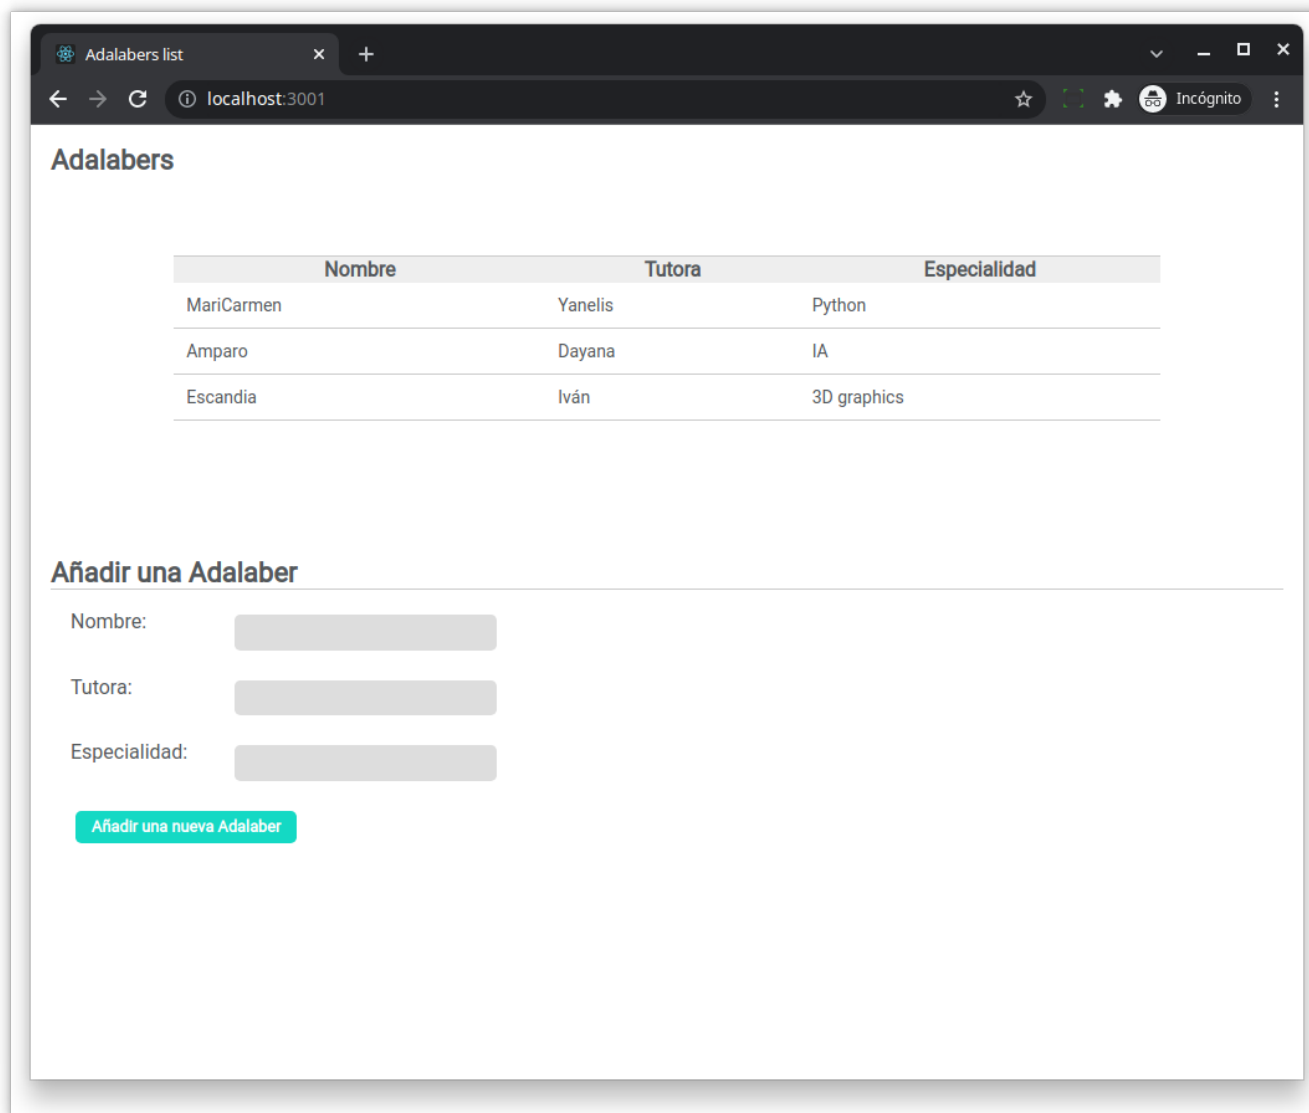 Adalabers list
localhost:3001
Incógnito
Adalabers
Nombre Tutora Especialidad
MariCarmen Yanelis Python
Amparo Dayana IA
Escandia Iván 3D graphics
Añadir una Adalaber
Nombre:
Tutora:
Especialidad:
Añadir una nueva Adalaber